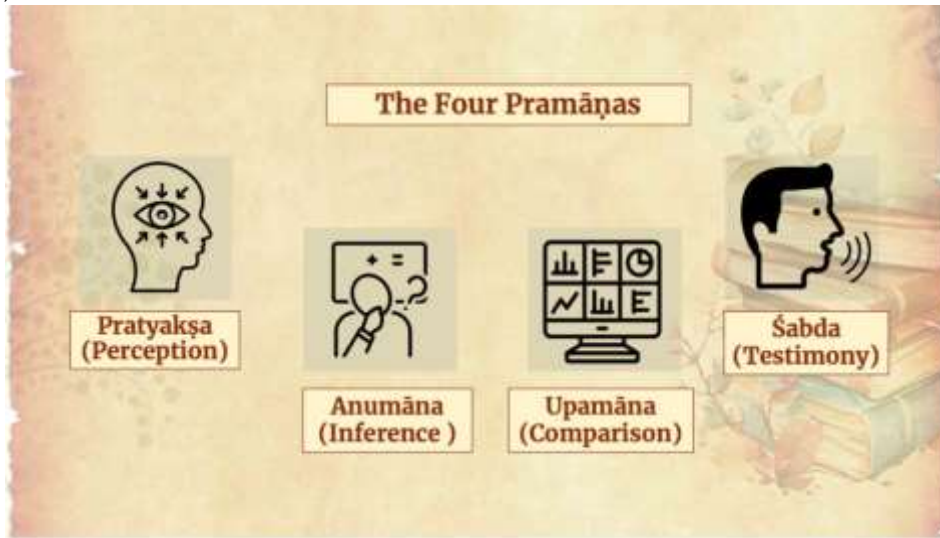 The Four Pramāṇas
Pratyakṣa
(Perception)
Anumāna
(Inference )
Upamāna
(Comparison)
Śabda
(Testimony)